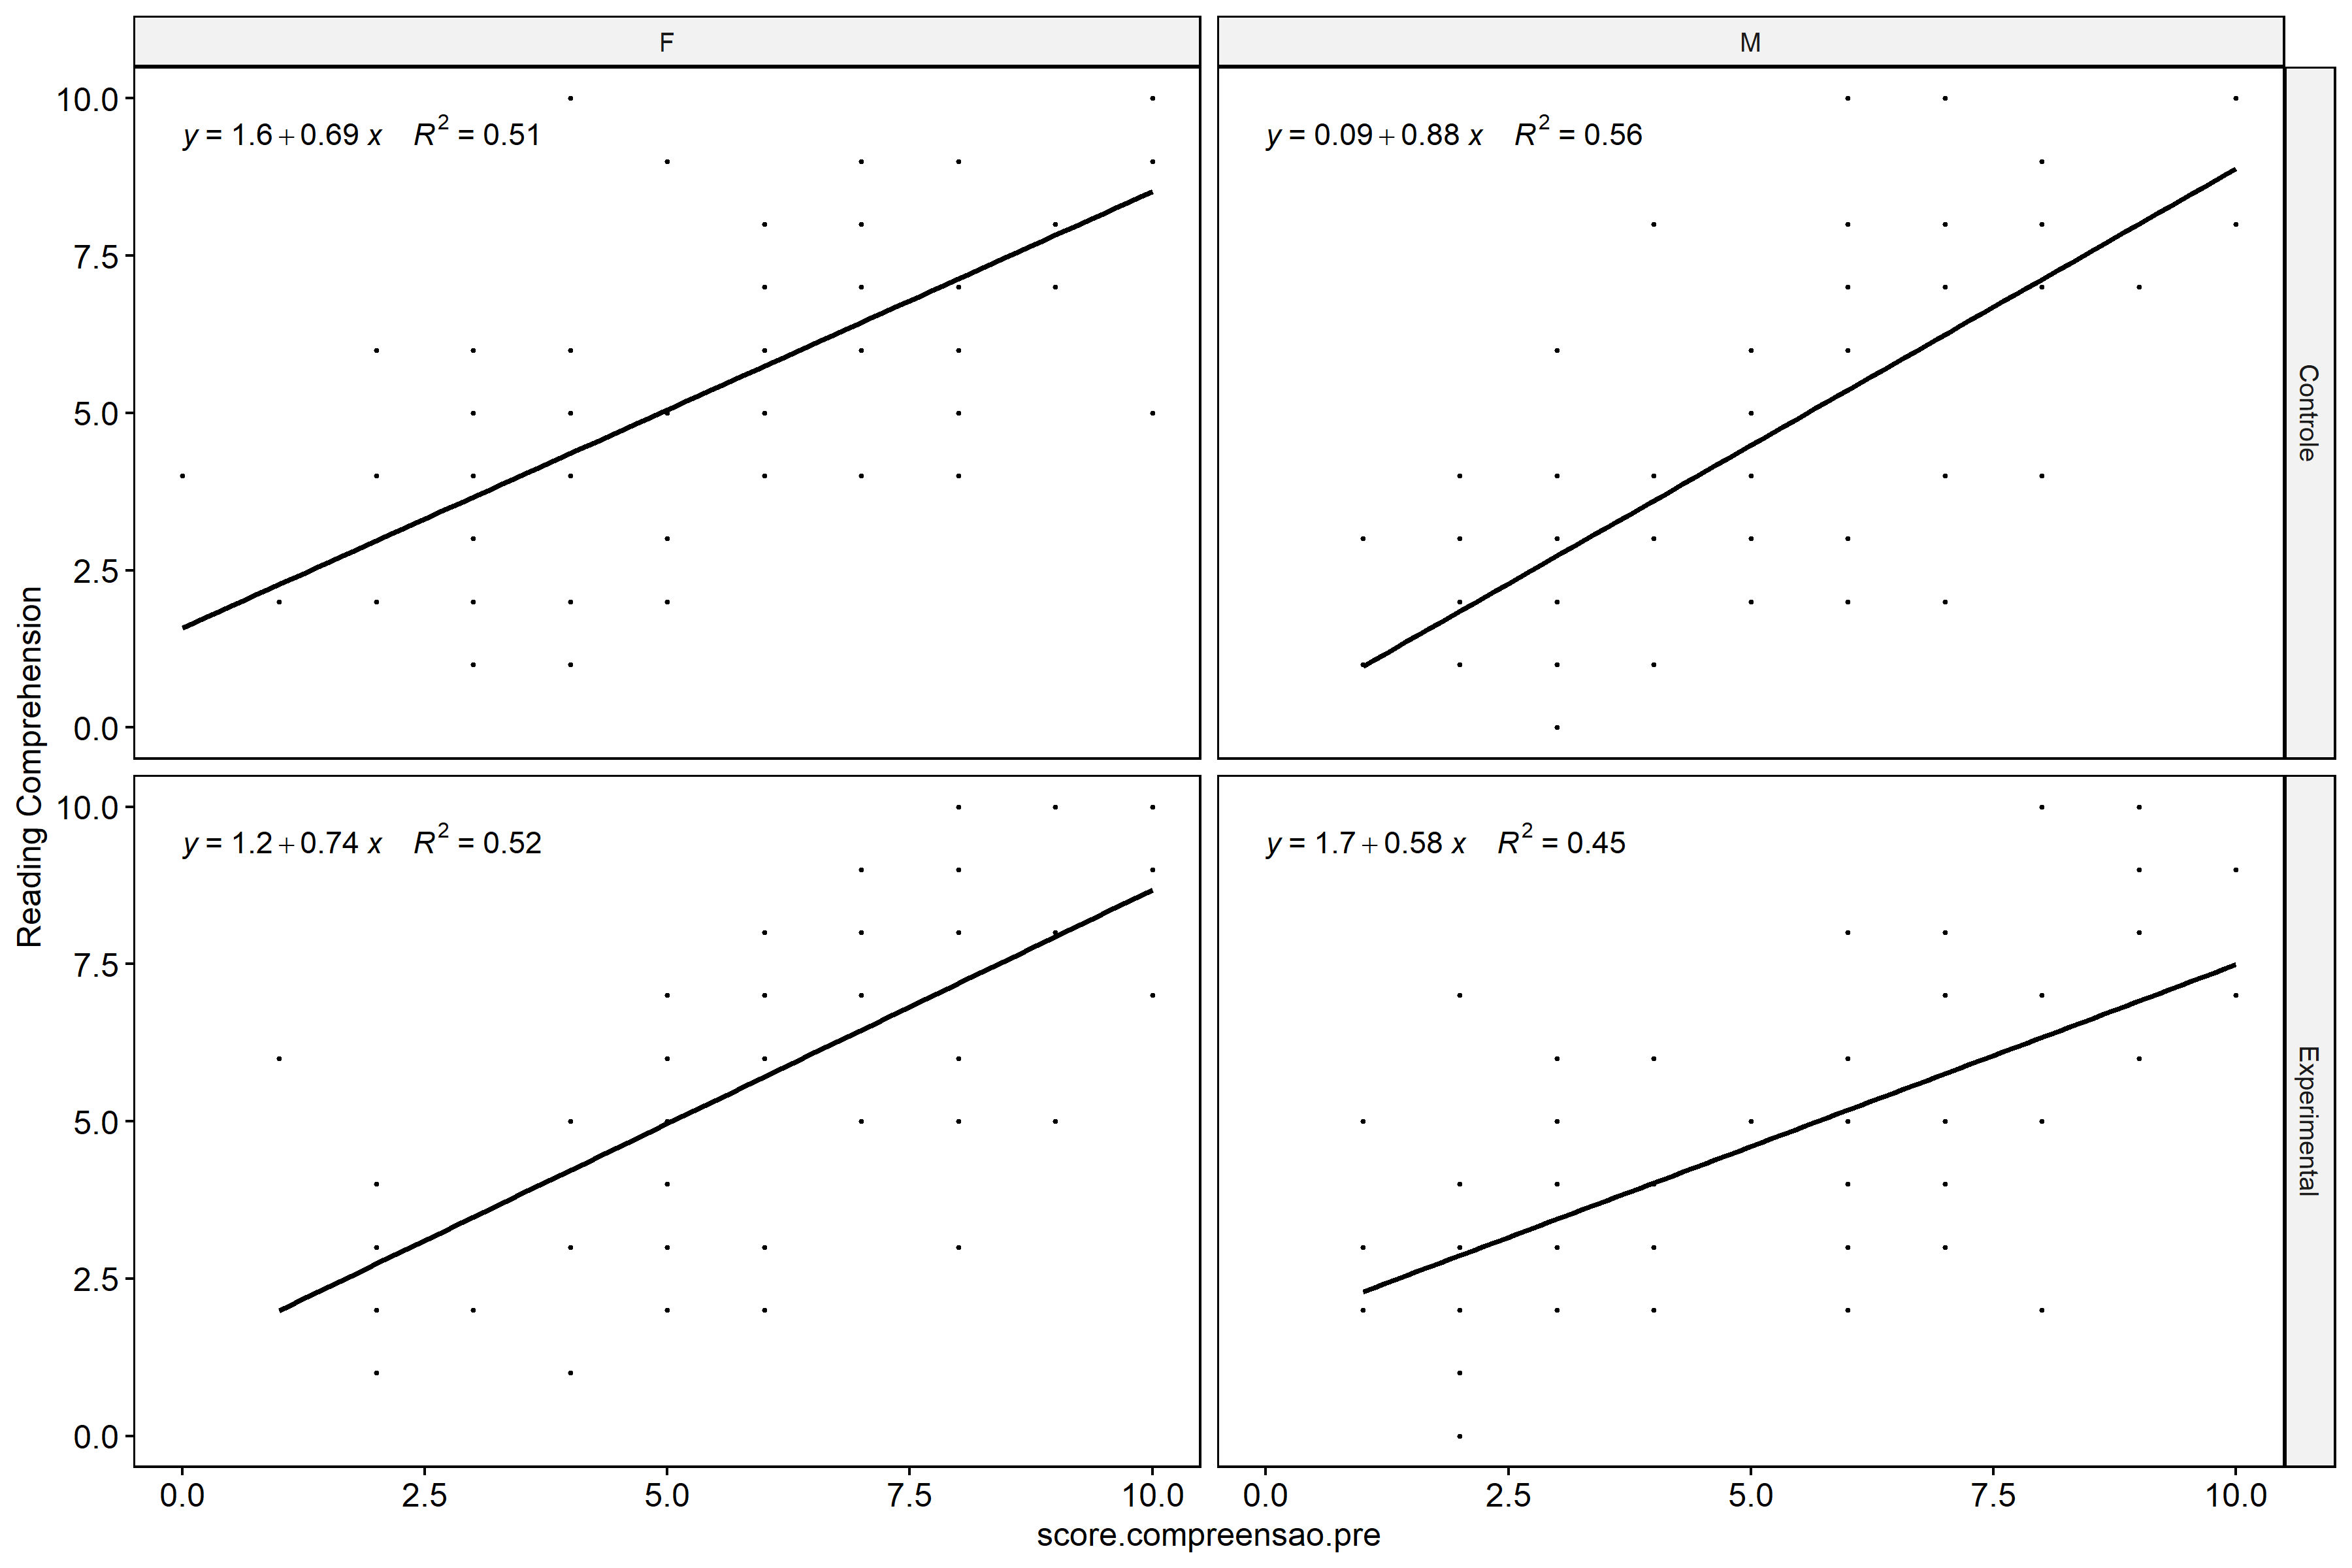 F
M
10.0
7.5
5.0
2.5
0.0
y = 1.6 + 0.69 x R² = 0.51
y = 0.09 + 0.88 x R² = 0.56
Controle
Reading Comprehension
10.0
7.5
5.0
2.5
0.0
y = 1.2 + 0.74 x R² = 0.52
y = 1.7 + 0.58 x R² = 0.45
Experimental
0.0 2.5 5.0 7.5 10.0
0.0 2.5 5.0 7.5 10.0
score.compreensao.pre